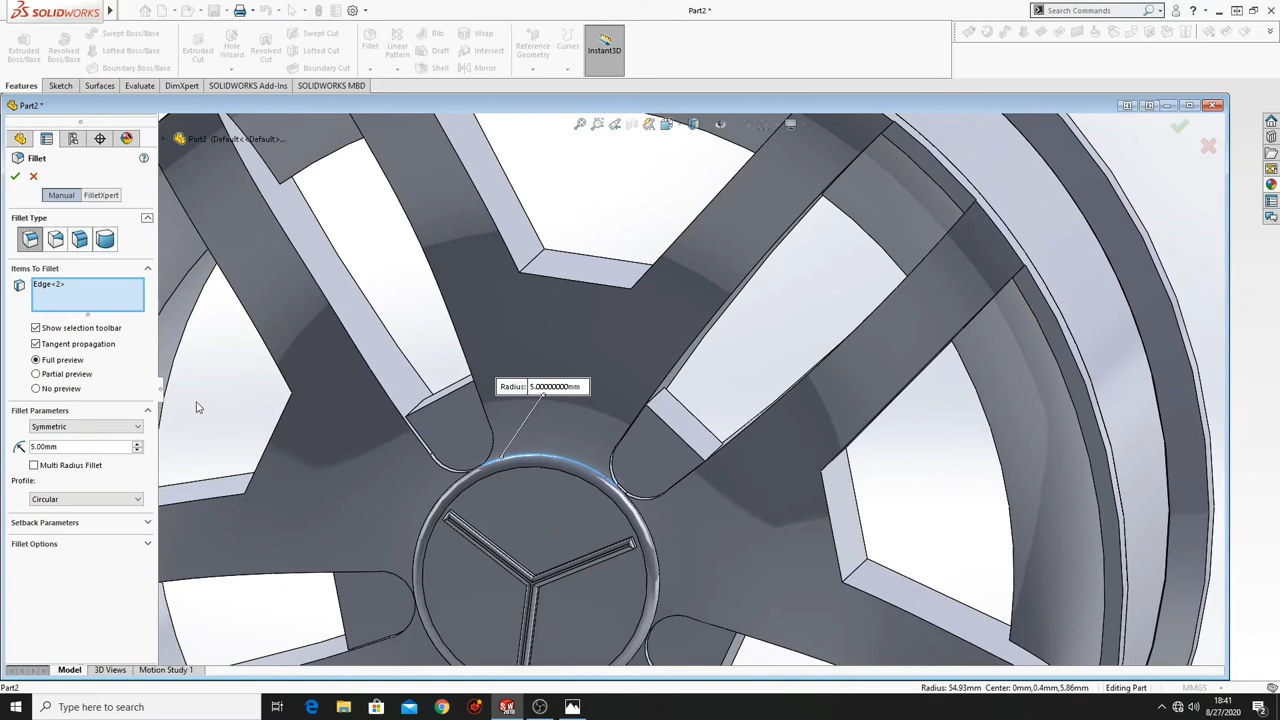 SOLIDWORKS
Part2 *
Search Commands
Extruded Boss/Base
Revolved Boss/Base
Swept Boss/Base
Lofted Boss/Base
Boundary Boss/Base
Extruded Cut
Hole Wizard
Revolved Cut
Swept Cut
Lofted Cut
Boundary Cut
Fillet
Linear Pattern
Rib
Draft
Shell
Wrap
Intersect
Mirror
Reference Geometry
Curves
Instant3D
Features
Sketch
Surfaces
Evaluate
DimXpert
SOLIDWORKS Add-Ins
SOLIDWORKS MBD
Part2 *
Part2 (Default<<Default>...
Fillet
Manual
FilletXpert
Fillet Type
Items To Fillet
Edge<2>
Show selection toolbar
Tangent propagation
Full preview
Partial preview
No preview
Fillet Parameters
Symmetric
5.00mm
Multi Radius Fillet
Profile:
Circular
Setback Parameters
Fillet Options
Radius: 5.00000000mm
Model
3D Views
Motion Study 1
Part2
Radius: 54.93mm Center: 0mm,0.4mm,5.86mm
Editing Part
MMGS
Type here to search
18:41
8/27/2020